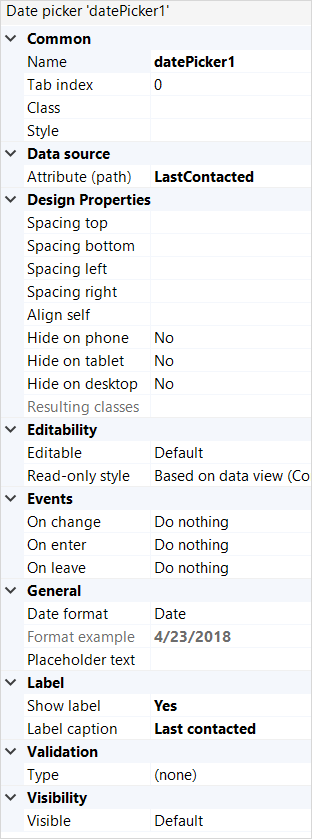 Date picker 'datePicker1'
Common
Name datePicker1
Tab index 0
Class
Style
Data source
Attribute (path) LastContacted
Design Properties
Spacing top
Spacing bottom
Spacing left
Spacing right
Align self
Hide on phone No
Hide on tablet No
Hide on desktop No
Resulting classes
Editability
Editable Default
Read-only style Based on data view (Co
Events
On change Do nothing
On enter Do nothing
On leave Do nothing
General
Date format Date
Format example 4/23/2018
Placeholder text
Label
Show label Yes
Label caption Last contacted
Validation
Type (none)
Visibility
Visible Default